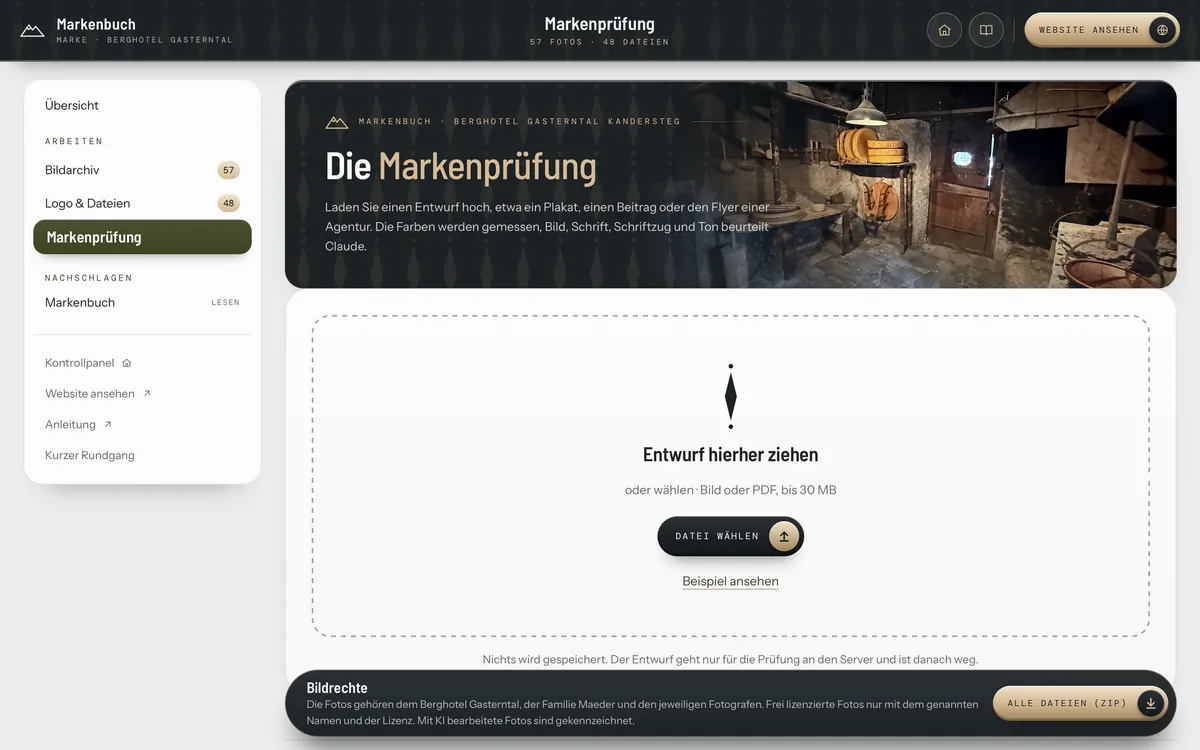 Markenbuch
MARKE · BERGHOTEL GASTERNTAL
Markenprüfung
57 FOTOS · 48 DATEIEN
WEBSITE ANSEHEN
Übersicht
ARBEITEN
Bildarchiv
57
Logo & Dateien
48
Markenprüfung
NACHSCHLAGEN
Markenbuch
LESEN
Kontrollpanel
Website ansehen
Anleitung
Kurzer Rundgang
MARKENBUCH · BERGHOTEL GASTERNTAL KANDERSTEG
Die Markenprüfung
Laden Sie einen Entwurf hoch, etwa ein Plakat, einen Beitrag oder den Flyer einer
Agentur. Die Farben werden gemessen, Bild, Schrift, Schriftzug und Ton beurteilt
Claude.
Entwurf hierher ziehen
oder wählen · Bild oder PDF, bis 30 MB
DATEI WÄHLEN
Beispiel ansehen
Nichts wird gespeichert. Der Entwurf geht nur für die Prüfung an den Server und ist danach weg.
Bildrechte
Die Fotos gehören dem Berghotel Gasterntal, der Familie Maeder und den jeweiligen Fotografen. Frei lizenzierte Fotos nur mit dem genannten
Namen und der Lizenz. Mit KI bearbeitete Fotos sind gekennzeichnet.
ALLE DATEIEN (ZIP)